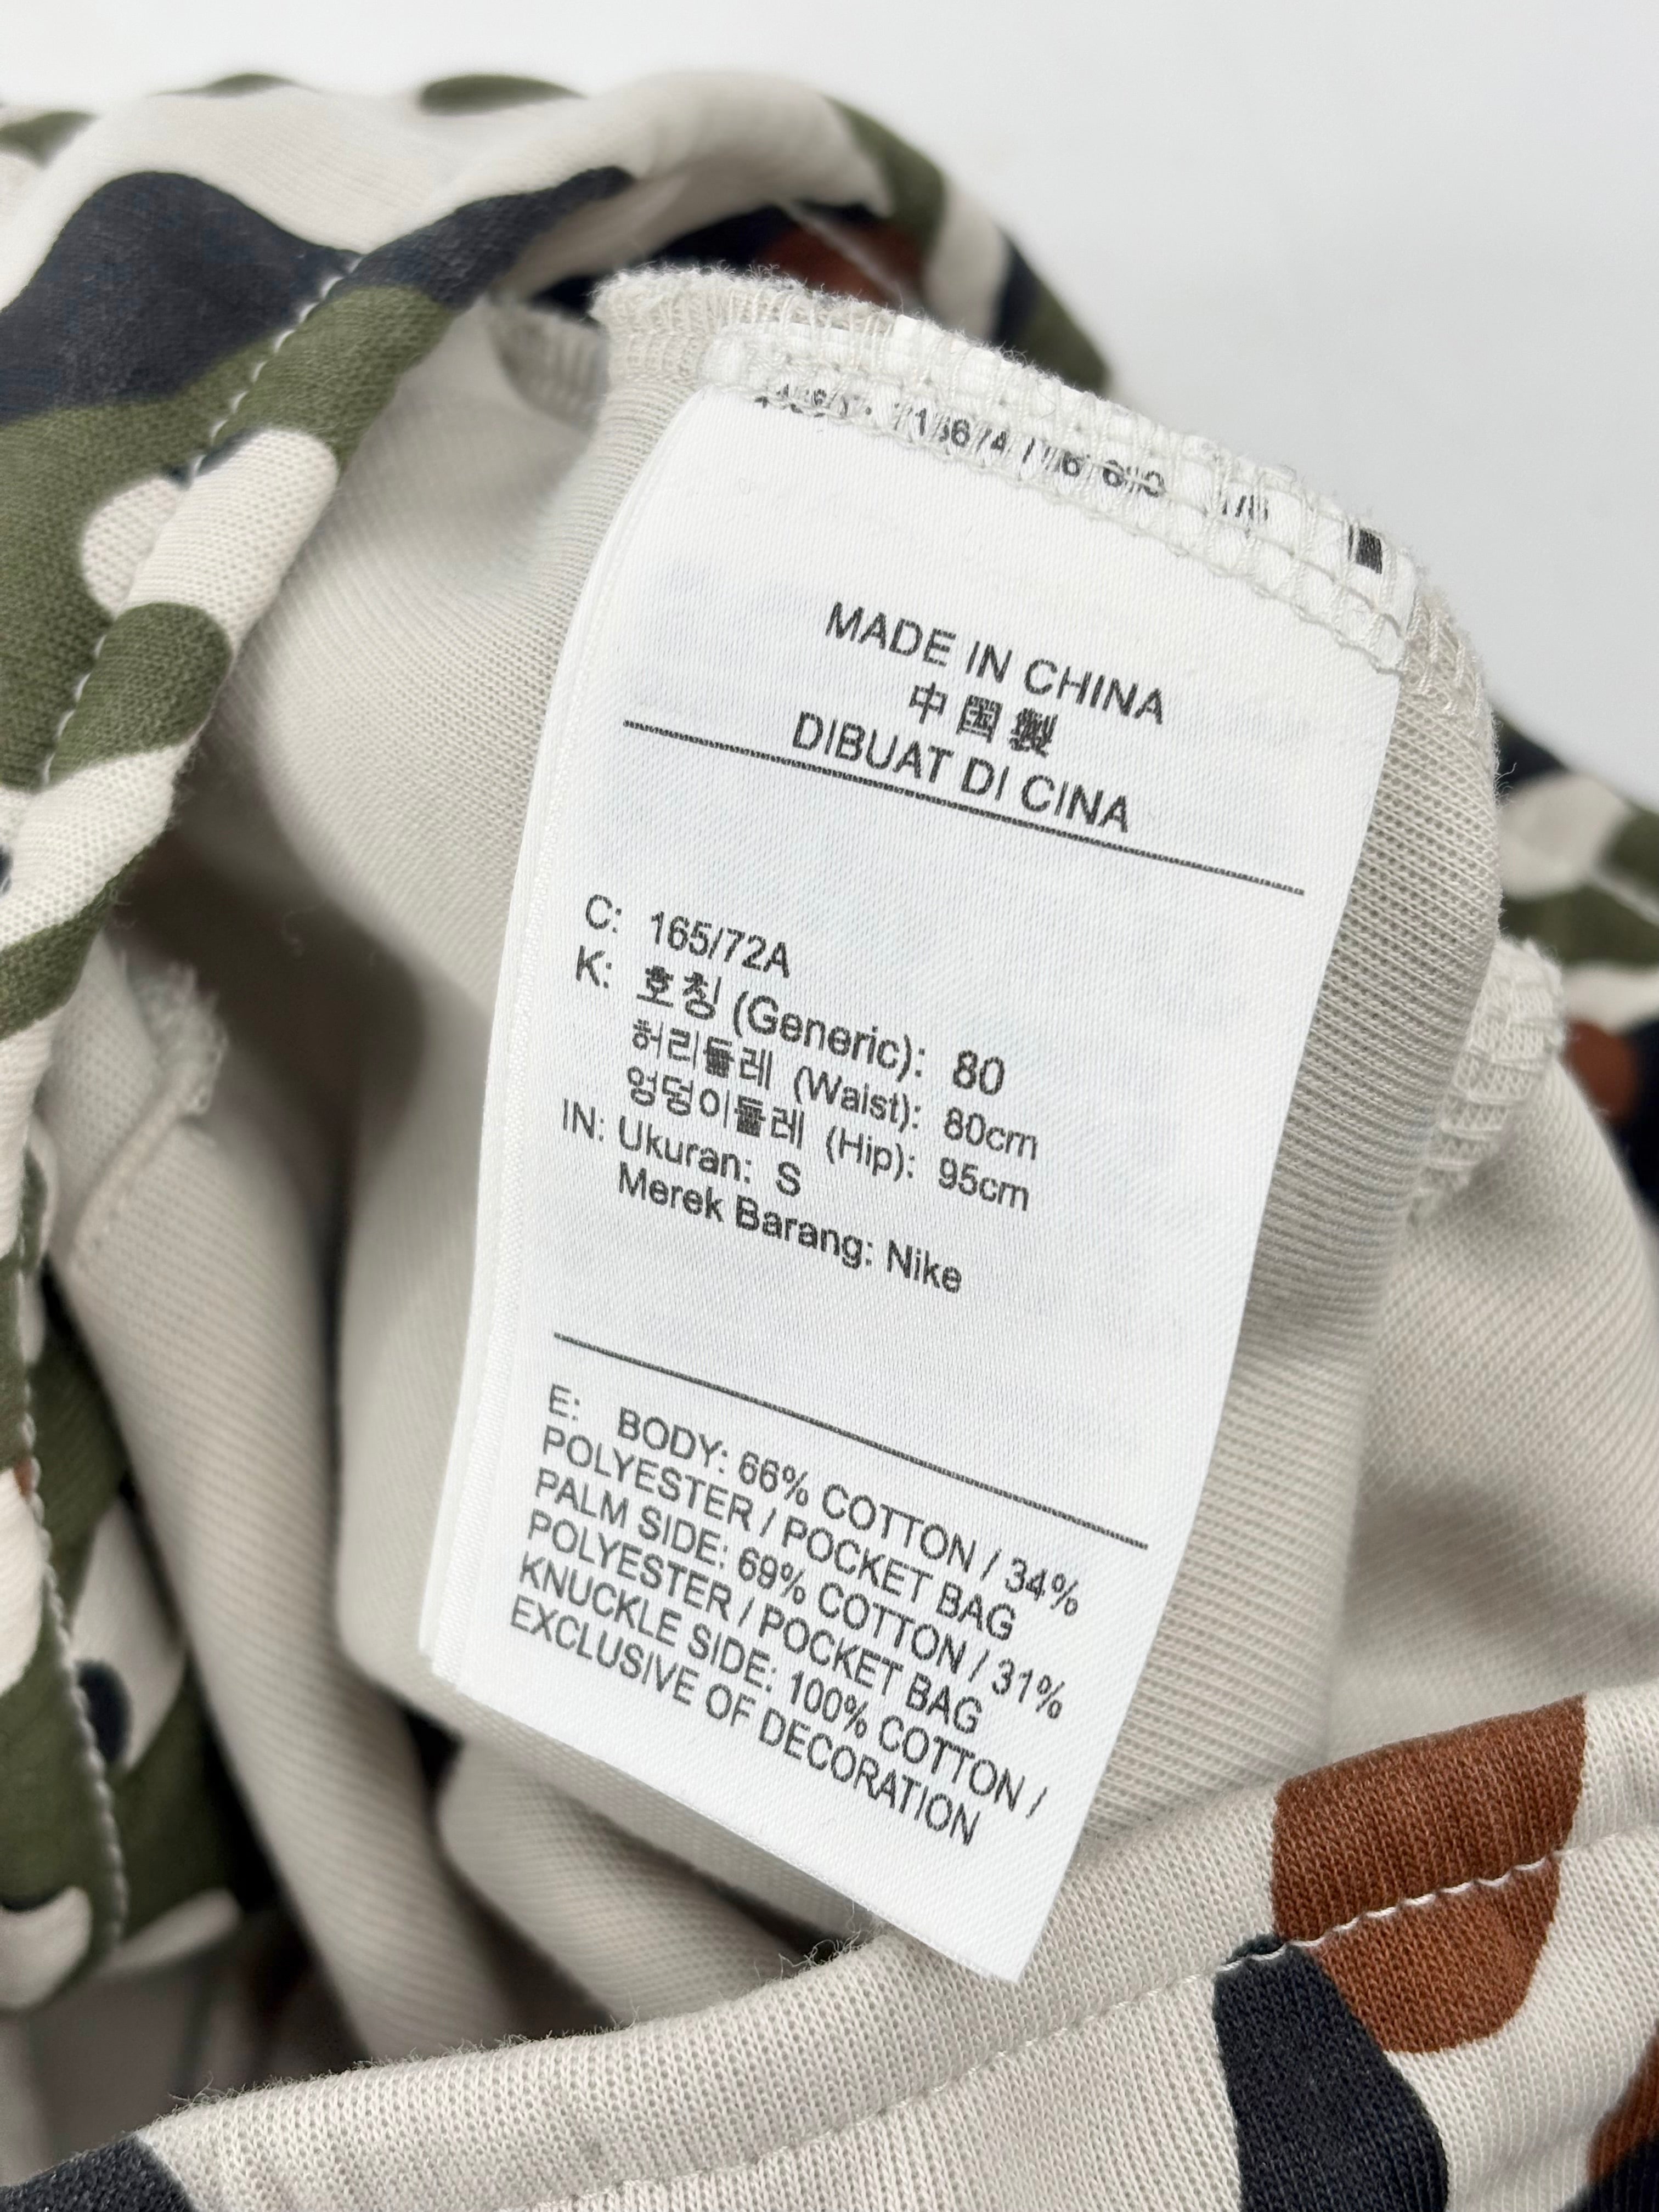 MADE IN CHINA
中国製
DIBUAT DI CINA
C: 165/72A
K: 호칭 (Generic): 80
허리둘레 (Waist): 80cm
엉덩이둘레 (Hip): 95cm
IN: Ukuran: S
Merek Barang: Nike
E: BODY: 66% COTTON / 34%
POLYESTER / POCKET BAG
PALM SIDE: 69% COTTON / 31%
POLYESTER / POCKET BAG
KNUCKLE SIDE: 100% COTTON /
EXCLUSIVE OF DECORATION